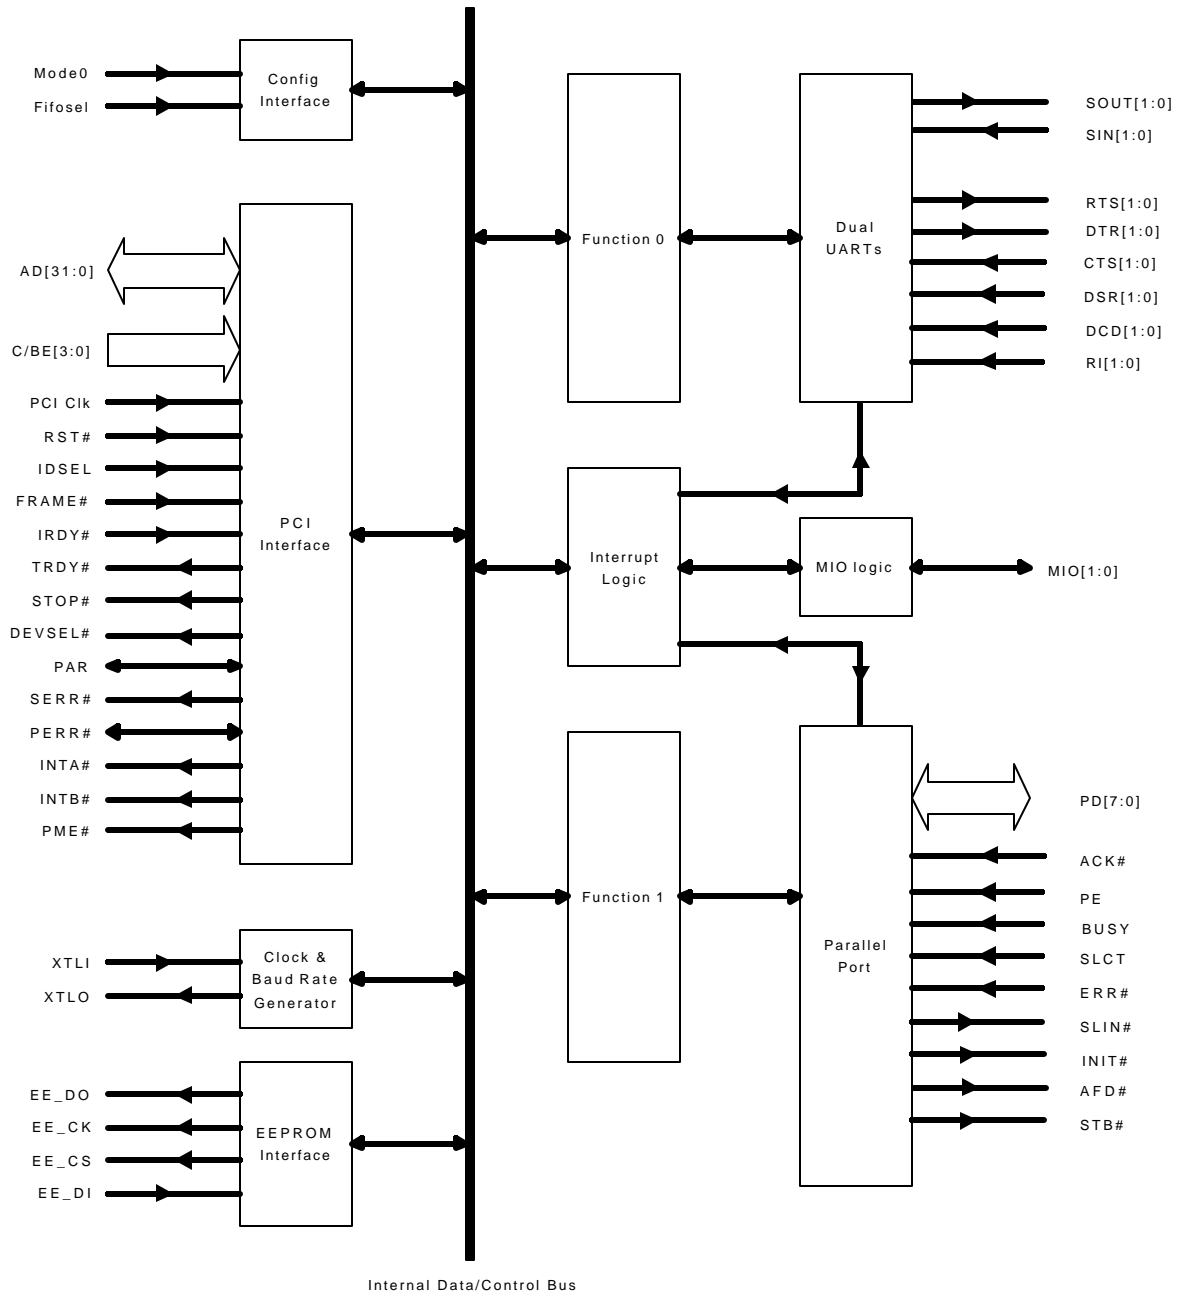 Mode0
Fifosel
Config
Interface
AD[31:0]
C/BE[3:0]
PCI Clk
RST#
IDSEL
FRAME#
IRDY#
TRDY#
STOP#
DEVSEL#
PAR
SERR#
PERR#
INTA#
INTB#
PME#
PCI
Interface
XTLI
XTLO
Clock &
Baud Rate
Generator
EE_DO
EE_CK
EE_CS
EE_DI
EEPROM
Interface
Function 0
Dual
UARTs
SOUT[1:0]
SIN[1:0]
RTS[1:0]
DTR[1:0]
CTS[1:0]
DSR[1:0]
DCD[1:0]
RI[1:0]
Interrupt
Logic
MIO logic
MIO[1:0]
Function 1
Parallel
Port
PD[7:0]
ACK#
PE
BUSY
SLCT
ERR#
SLIN#
INIT#
AFD#
STB#
Internal Data/Control Bus